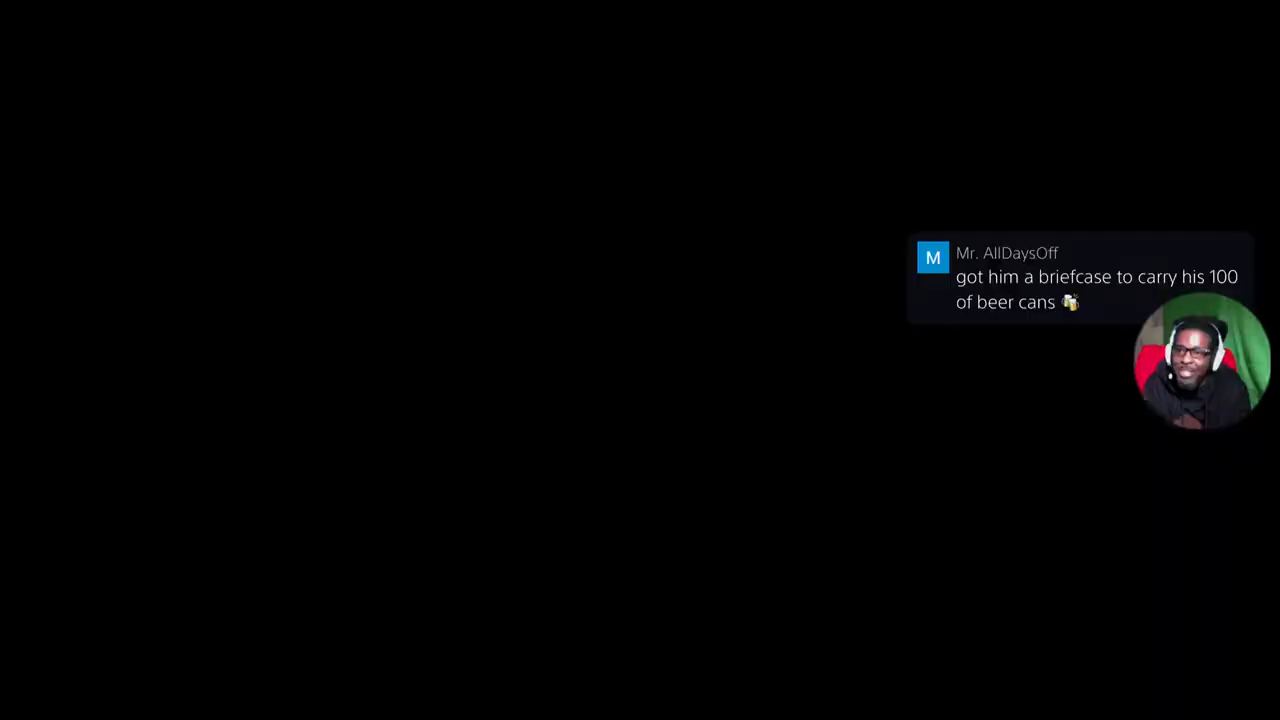 M
Mr. AllDaysOff
got him a briefcase to carry his 100
of beer cans 🍻